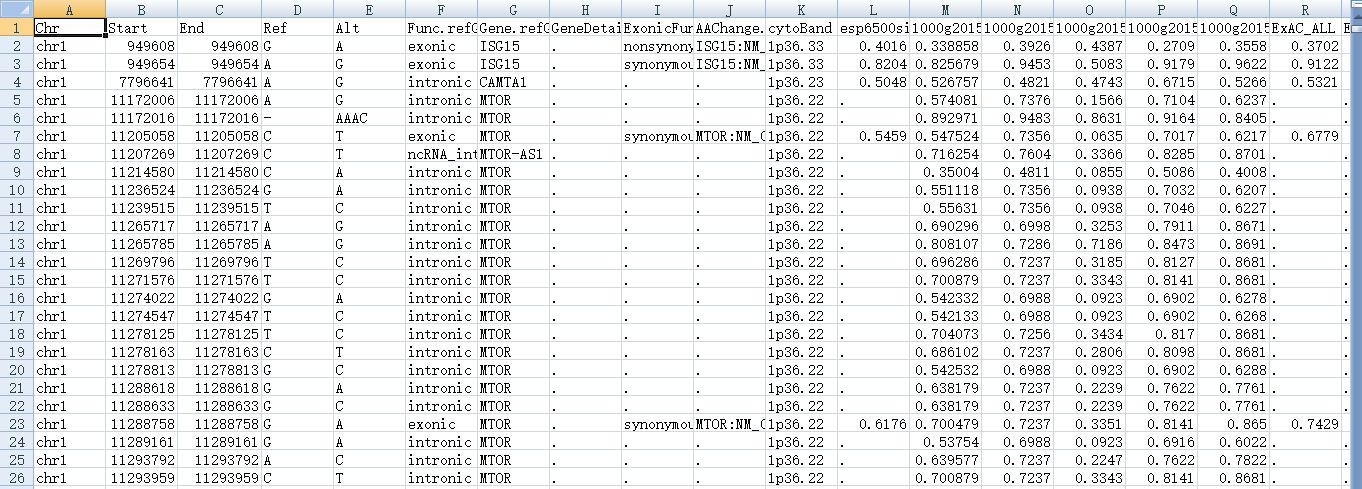 A B C D E F G H I J K L M N O P Q R
1 Chr Start End Ref Alt Func.refG Gene.refG GeneDetai ExonicFun AAChange. cytoBand esp6500si 1000g2015 1000g2015 1000g2015 1000g2015 1000g2015 ExAC_ALL E
2 chr1 949608 949608 G A exonic ISG15 . nonsynony ISG15:NM_ 1p36.33 0.4016 0.338858 0.3926 0.4387 0.2709 0.3558 0.3702
3 chr1 949654 949654 A G exonic ISG15 . synonymou ISG15:NM_ 1p36.33 0.8204 0.825679 0.9453 0.5083 0.9179 0.9622 0.9122
4 chr1 7796641 7796641 A G intronic CAMTA1 . . . 1p36.23 0.5048 0.526757 0.4821 0.4743 0.6715 0.5266 0.5321
5 chr1 11172006 11172006 A G intronic MTOR . . . 1p36.22 . 0.574081 0.7376 0.1566 0.7104 0.6237 . .
6 chr1 11172016 11172016 - AAAC intronic MTOR . . . 1p36.22 . 0.892971 0.9483 0.8631 0.9164 0.8405 . .
7 chr1 11205058 11205058 C T exonic MTOR . synonymou MTOR:NM_0 1p36.22 0.5459 0.547524 0.7356 0.0635 0.7017 0.6217 0.6779
8 chr1 11207269 11207269 C T ncRNA_int MTOR-AS1 . . . 1p36.22 . 0.716254 0.7604 0.3366 0.8285 0.8701 . .
9 chr1 11214580 11214580 C A intronic MTOR . . . 1p36.22 . 0.35004 0.4811 0.0855 0.5086 0.4008 . .
10 chr1 11236524 11236524 G A intronic MTOR . . . 1p36.22 . 0.551118 0.7356 0.0938 0.7032 0.6207 . .
11 chr1 11239515 11239515 T C intronic MTOR . . . 1p36.22 . 0.55631 0.7356 0.0938 0.7046 0.6227 . .
12 chr1 11265717 11265717 A G intronic MTOR . . . 1p36.22 . 0.690296 0.6998 0.3253 0.7911 0.8671 . .
13 chr1 11265785 11265785 A G intronic MTOR . . . 1p36.22 . 0.808107 0.7286 0.7186 0.8473 0.8691 . .
14 chr1 11269796 11269796 T C intronic MTOR . . . 1p36.22 . 0.696286 0.7237 0.3185 0.8127 0.8681 . .
15 chr1 11271576 11271576 T C intronic MTOR . . . 1p36.22 . 0.700879 0.7237 0.3343 0.8141 0.8681 . .
16 chr1 11274022 11274022 G A intronic MTOR . . . 1p36.22 . 0.542332 0.6988 0.0923 0.6902 0.6278 . .
17 chr1 11274547 11274547 T C intronic MTOR . . . 1p36.22 . 0.542133 0.6988 0.0923 0.6902 0.6268 . .
18 chr1 11278125 11278125 T C intronic MTOR . . . 1p36.22 . 0.704073 0.7256 0.3434 0.817 0.8681 . .
19 chr1 11278163 11278163 C T intronic MTOR . . . 1p36.22 . 0.686102 0.7237 0.2806 0.8098 0.8681 . .
20 chr1 11278813 11278813 G C intronic MTOR . . . 1p36.22 . 0.542532 0.6988 0.0923 0.6902 0.6288 . .
21 chr1 11288618 11288618 G A intronic MTOR . . . 1p36.22 . 0.638179 0.7237 0.2239 0.7622 0.7761 . .
22 chr1 11288633 11288633 G C intronic MTOR . . . 1p36.22 . 0.638179 0.7237 0.2239 0.7622 0.7761 . .
23 chr1 11288758 11288758 G A exonic MTOR . synonymou MTOR:NM_0 1p36.22 0.6176 0.700479 0.7237 0.3351 0.8141 0.865 0.7429
24 chr1 11289161 11289161 G A intronic MTOR . . . 1p36.22 . 0.53754 0.6988 0.0923 0.6916 0.6022 . .
25 chr1 11293792 11293792 A C intronic MTOR . . . 1p36.22 . 0.639577 0.7237 0.2247 0.7622 0.7822 . .
26 chr1 11293959 11293959 C T intronic MTOR . . . 1p36.22 . 0.700879 0.7237 0.3343 0.8141 0.8681 . .